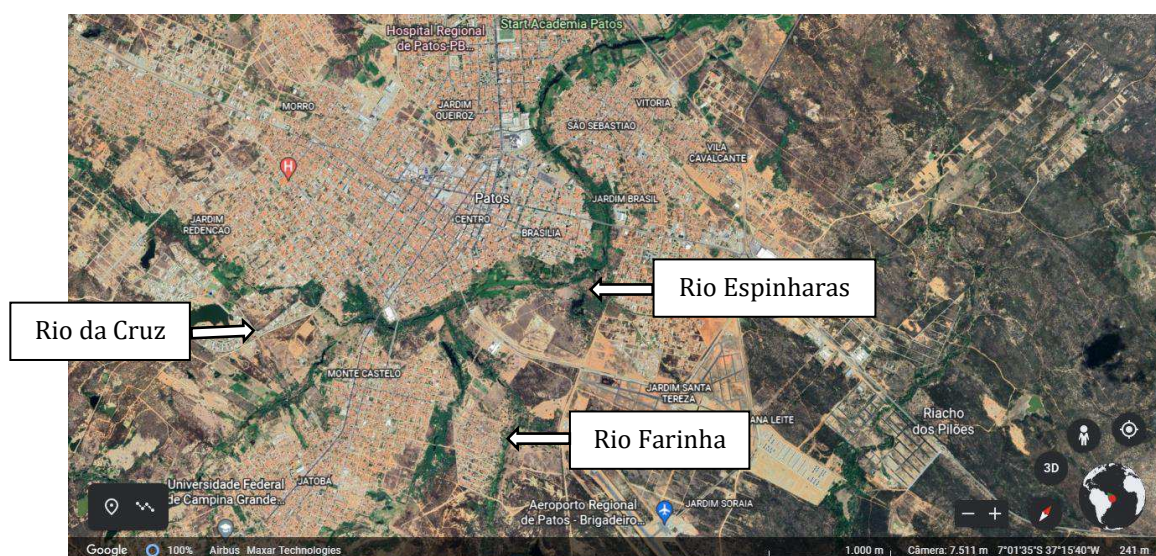 Start Academia Patos
Hospital Regional
de Patos-PB...
MORRO
JARDIM
QUEIROZ
VITORIA
SÃO SEBASTIAO
VILA
CAVALCANTE
H
Patos
CENTRO
JARDIM BRASIL
BRASILIA
JARDIM
REDENCAO
Rio Espinharas
Rio da Cruz
MONTE CASTELO
JARDIM SANTA
TEREZA
ANA LEITE
Riacho
dos Pilões
Rio Farinha
3D
Universidade Federal
de Campina Grande...
JATOBA
Aeroporto Regional
de Patos - Brigadeiro...
JARDIM SORAIA
Google 100% Airbus Maxar Technologies 1.000 m Câmera: 7.511 m 7°01'35"S 37°15'40"W 241 m